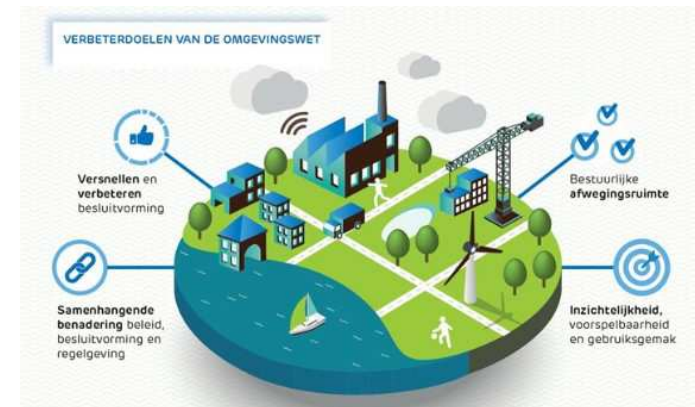 VERBETERDOELEN VAN DE OMGEVINGSWET
Versnellen en
verbeteren
besluitvorming
Bestuurlijke
afwegingsruimte
Samenhangende
benadering beleid,
besluitvorming en
regelgeving
Inzichtelijkheid,
voorspelbaarheid
en gebruiksgemak